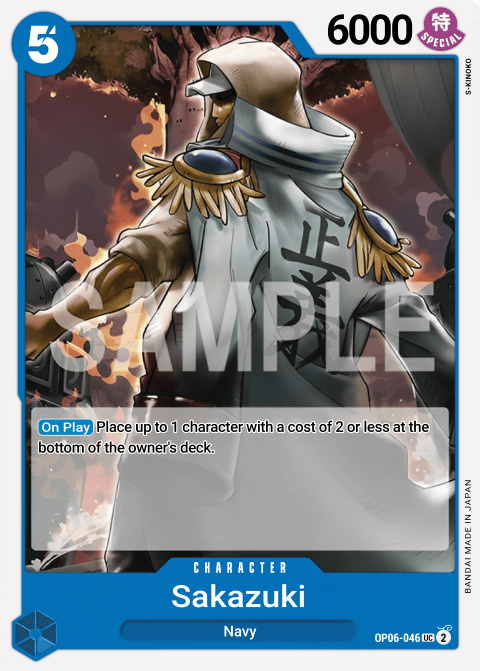 5
6000
特
SPECIAL
S-KINOKO
正
SAMPLE
On Play Place up to 1 character with a cost of 2 or less at the
bottom of the owner's deck.
BANDAI MADE IN JAPAN
CHARACTER
Sakazuki
Navy
OP06-046 UC 2